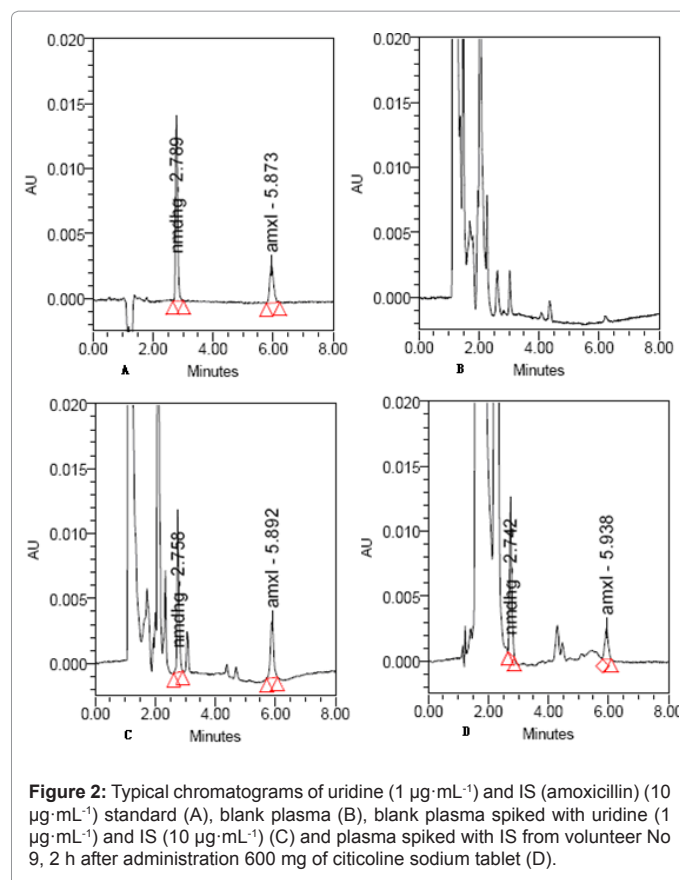 0.020
0.015
0.010
0.005
0.000
AU
nmdhg 2.789
amxl - 5.873
0.00 2.00 4.00 6.00 8.00
A Minutes
0.020
0.015
0.010
0.005
0.000
AU
0.00 2.00 4.00 6.00 8.00
B Minutes
0.020
0.015
0.010
0.005
0.000
AU
nmdhg 2.758
amxl - 5.892
0.00 2.00 4.00 6.00 8.00
C Minutes
0.020
0.015
0.010
0.005
0.000
AU
nmdhg 2.742
amxl - 5.938
0.00 2.00 4.00 6.00 8.00
D Minutes
Figure 2: Typical chromatograms of uridine (1 µg·mL-1) and IS (amoxicillin) (10
µg·mL-1) standard (A), blank plasma (B), blank plasma spiked with uridine (1
µg·mL-1) and IS (10 µg·mL-1) (C) and plasma spiked with IS from volunteer No
9, 2 h after administration 600 mg of citicoline sodium tablet (D).